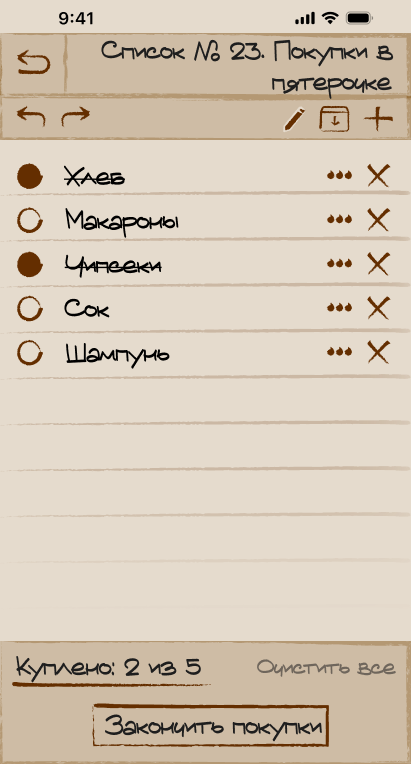 9:41
Список № 23. Покупки в
пятерочке
Хлеб
Макароны
Чипсеки
Сок
Шампунь
Куплено: 2 из 5
Очистить все
Закончить покупки